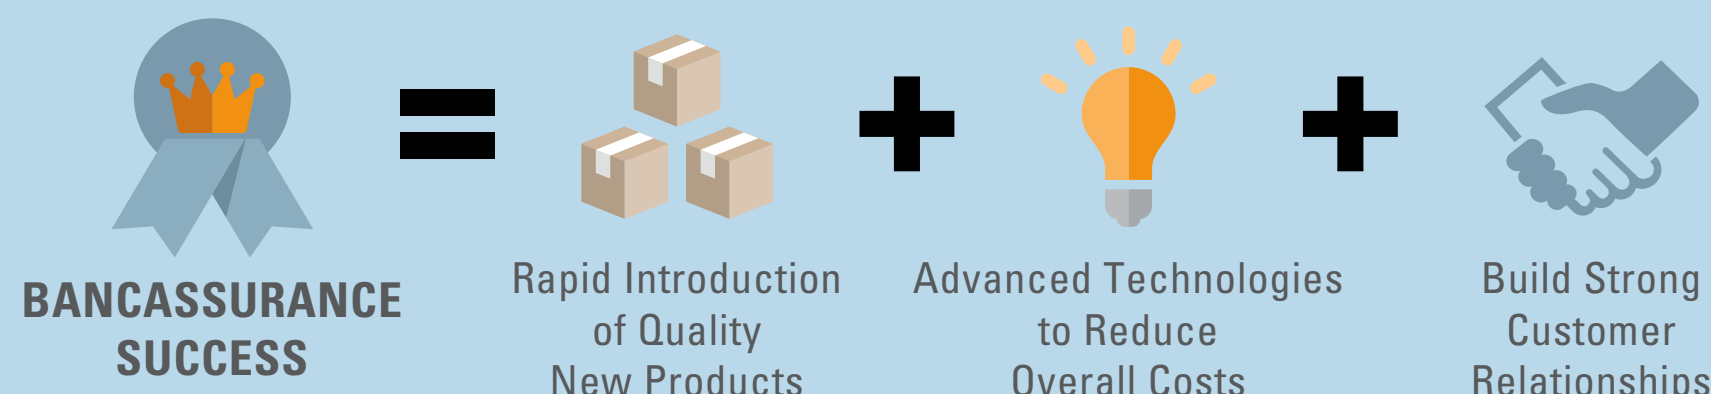 BANCASSURANCE
SUCCESS
Rapid Introduction
of Quality
New Products
Advanced Technologies
to Reduce
Overall Costs
Build Strong
Customer
Relationships